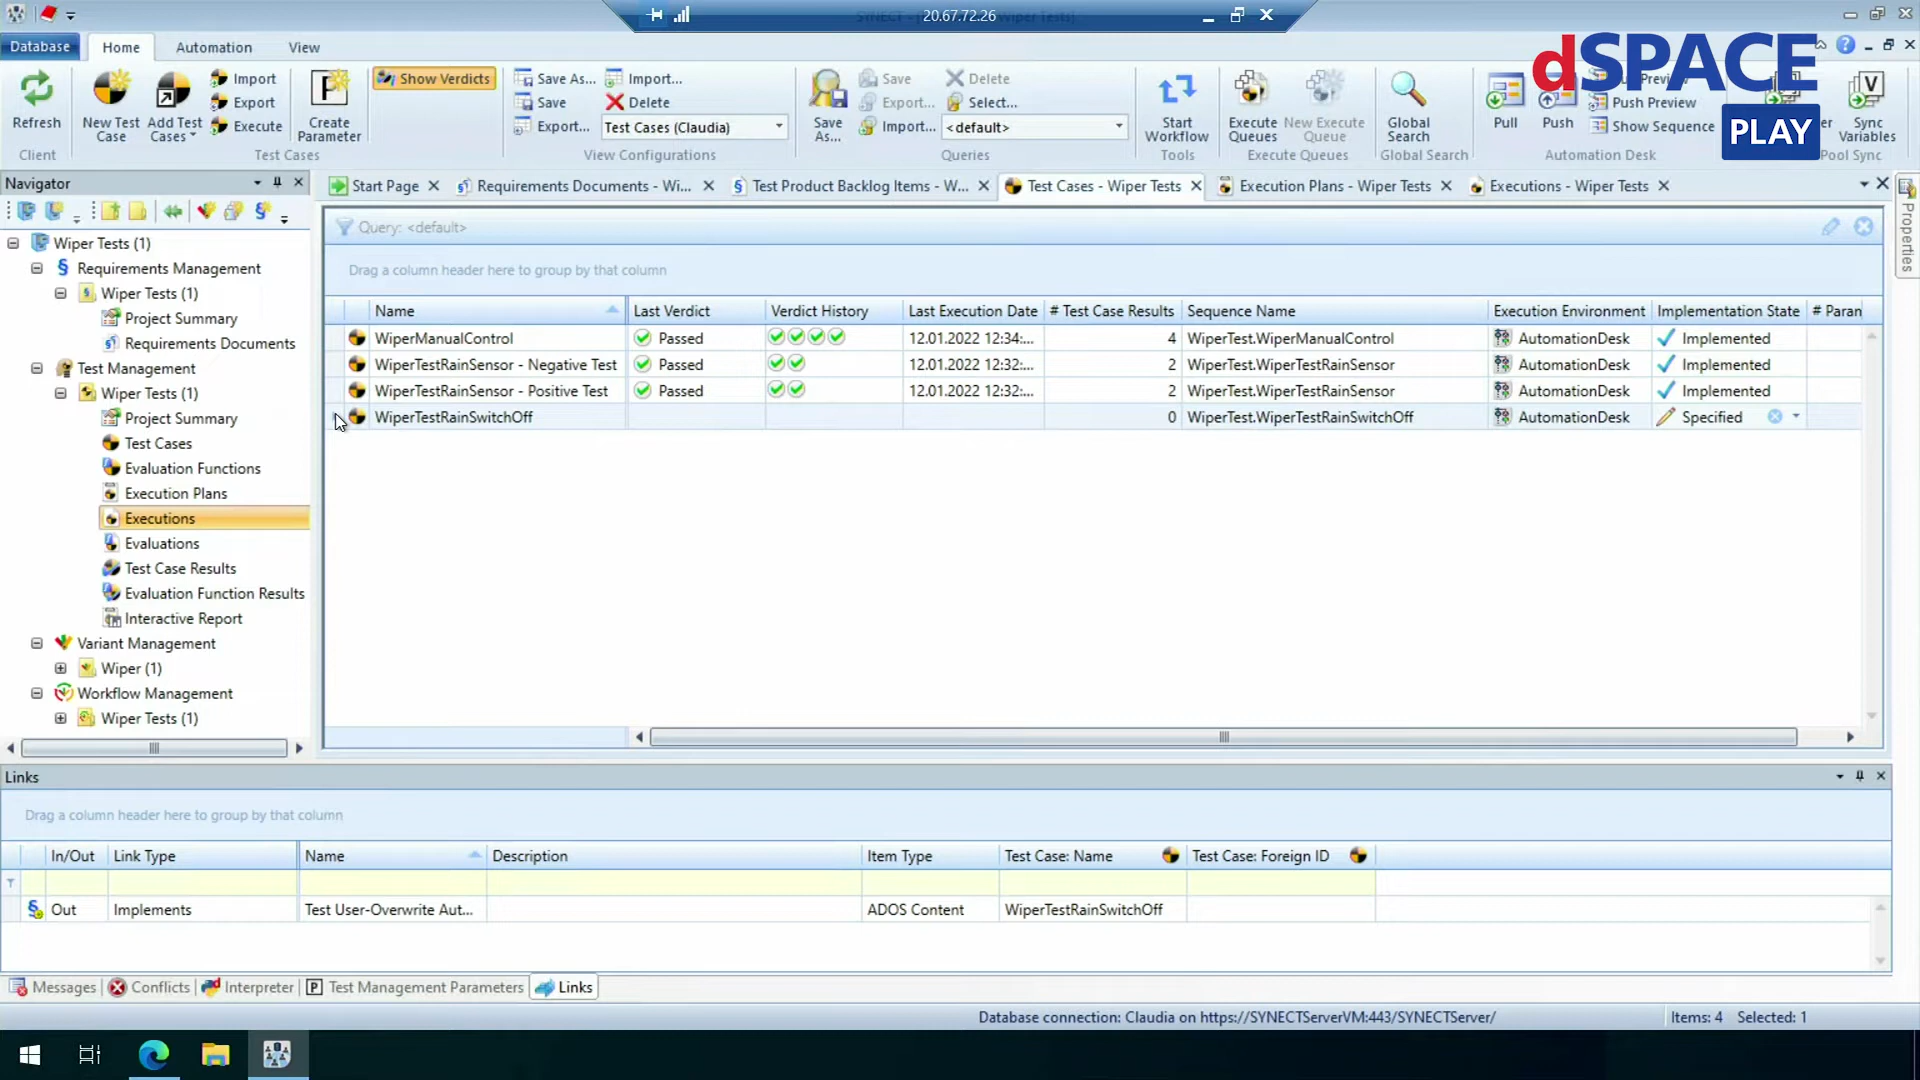 20.67.72.26
dSPACE
PLAY
Database
Home
Automation
View
Refresh
Client
New Test Case
Add Test Cases
Import
Export
Execute
Test Cases
Create Parameter
Show Verdicts
Save As...
Save
Export...
Import...
Delete
Test Cases (Claudia)
View Configurations
Save As...
Save
Export...
Import...
Delete
Select...
<default>
Queries
Start Workflow
Tools
Execute Queues
New Execute Queue
Execute Queues
Global Search
Global Search
Pull
Push
Push Preview
Show Sequence
Automation Desk
Sync Variables
Pool Sync
Navigator
Start Page
Requirements Documents - Wi...
Test Product Backlog Items - W...
Test Cases - Wiper Tests
Execution Plans - Wiper Tests
Executions - Wiper Tests
Properties
Wiper Tests (1)
Requirements Management
Wiper Tests (1)
Project Summary
Requirements Documents
Test Management
Wiper Tests (1)
Project Summary
Test Cases
Evaluation Functions
Execution Plans
Executions
Evaluations
Test Case Results
Evaluation Function Results
Interactive Report
Variant Management
Wiper (1)
Workflow Management
Wiper Tests (1)
Query: <default>
Drag a column header here to group by that column
Name Last Verdict Verdict History Last Execution Date # Test Case Results Sequence Name Execution Environment Implementation State # Paran
WiperManualControl Passed 12.01.2022 12:34:... 4 WiperTest.WiperManualControl AutomationDesk Implemented
WiperTestRainSensor - Negative Test Passed 12.01.2022 12:32:... 2 WiperTest.WiperTestRainSensor AutomationDesk Implemented
WiperTestRainSensor - Positive Test Passed 12.01.2022 12:32:... 2 WiperTest.WiperTestRainSensor AutomationDesk Implemented
WiperTestRainSwitchOff 0 WiperTest.WiperTestRainSwitchOff AutomationDesk Specified
Links
Drag a column header here to group by that column
In/Out Link Type Name Description Item Type Test Case: Name Test Case: Foreign ID
Out Implements Test User-Overwrite Aut... ADOS Content WiperTestRainSwitchOff
Messages Conflicts Interpreter Test Management Parameters Links
Database connection: Claudia on https://SYNECTServerVM:443/SYNECTServer/ Items: 4 Selected: 1